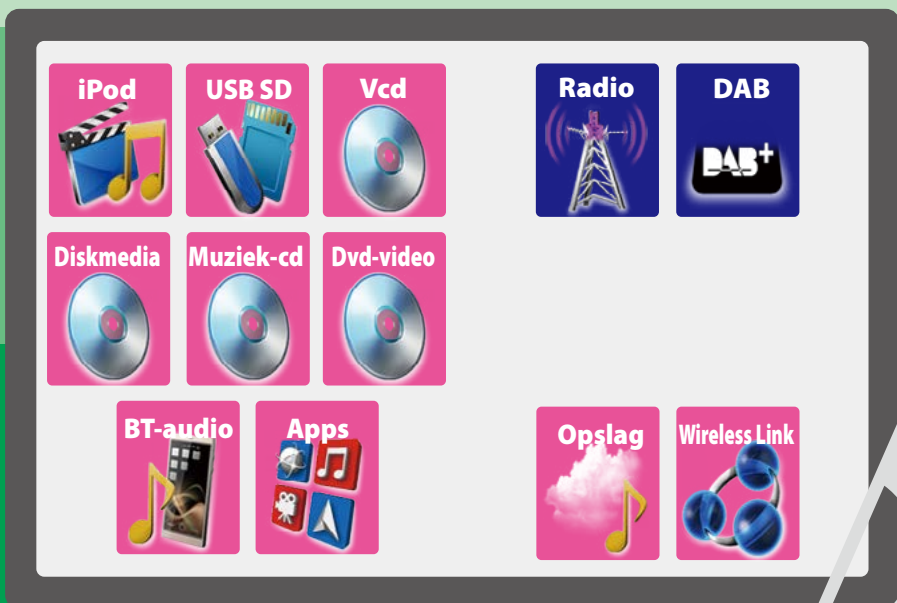 iPod
USB SD
Vcd
Radio
DAB
DAB+
Diskmedia
Muziek-cd
Dvd-video
BT-audio
Apps
Opslag
Wireless Link